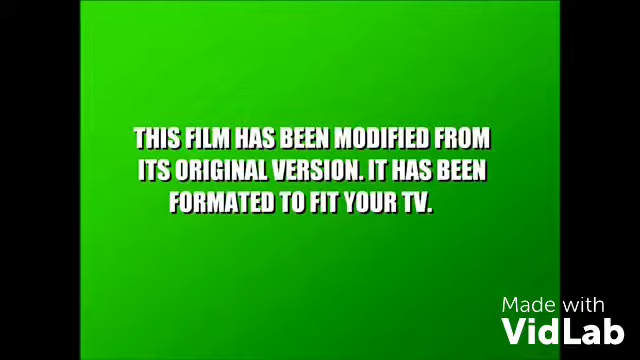 THIS FILM HAS BEEN MODIFIED FROM
ITS ORIGINAL VERSION. IT HAS BEEN
FORMATED TO FIT YOUR TV.
Made with
VidLab